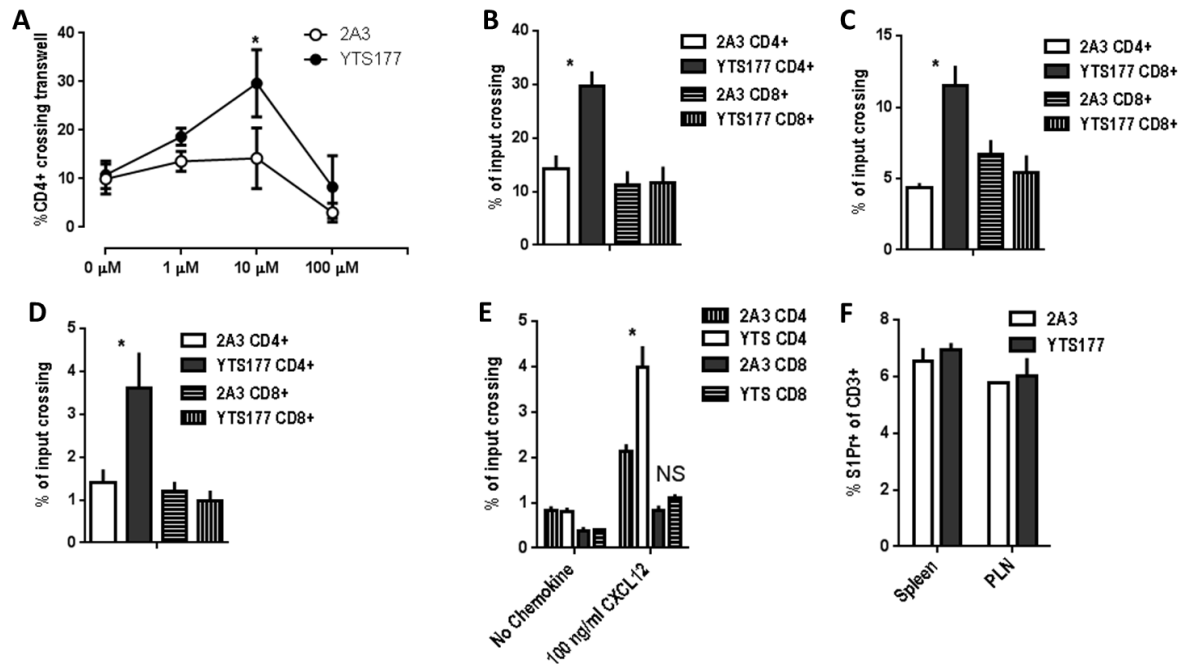 A
2A3
YTS177
*
%CD4+ crossing transwell
40
30
20
10
0
0 µM
1 µM
10 µM
100 µM
B
2A3 CD4+
YTS177 CD4+
2A3 CD8+
YTS177 CD8+
*
% of input crossing
40
30
20
10
0
C
2A3 CD4+
YTS177 CD4+
2A3 CD8+
YTS177 CD8+
*
% of input crossing
15
10
5
0
D
2A3 CD4+
YTS177 CD4+
2A3 CD8+
YTS177 CD8+
*
% of input crossing
5
4
3
2
1
0
E
2A3 CD4
YTS CD4
2A3 CD8
YTS CD8
*
NS
% of input crossing
5
4
3
2
1
0
No Chemokine
100 ng/ml CXCL12
F
2A3
YTS177
% S1Pr+ of CD3+
8
6
4
2
0
Spleen
PLN